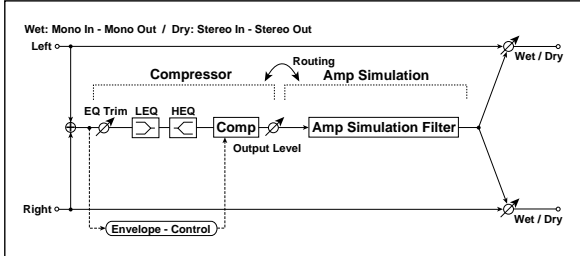 Wet: Mono In - Mono Out / Dry: Stereo In - Stereo Out
Left
Wet / Dry
Routing
Compressor
Amp Simulation
EQ Trim
LEQ
HEQ
Comp
Output Level
Amp Simulation Filter
Right
Wet / Dry
Envelope - Control